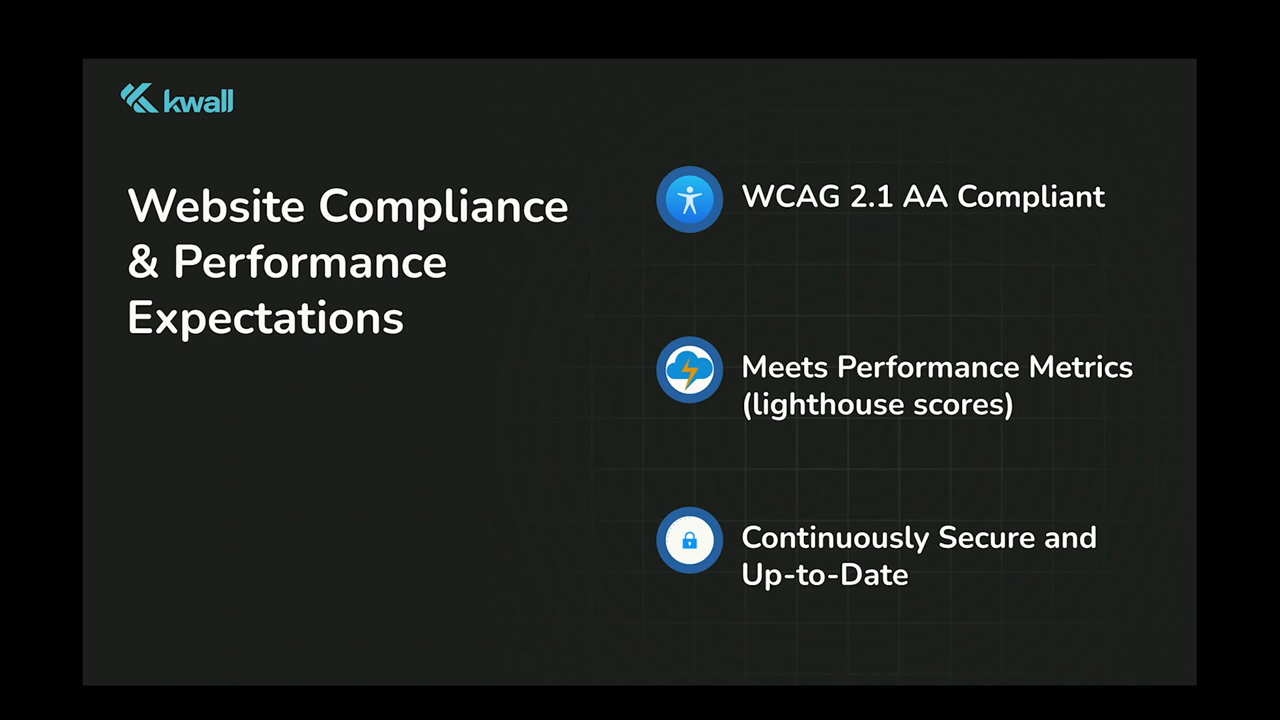 kwall
Website Compliance
& Performance
Expectations
WCAG 2.1 AA Compliant
Meets Performance Metrics
(lighthouse scores)
Continuously Secure and
Up-to-Date